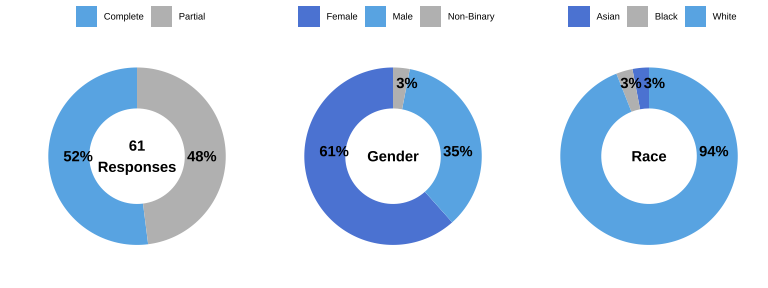 Complete Partial
52%
61
Responses
48%
Female Male Non-Binary
3%
61%
Gender
35%
Asian Black White
3% 3%
Race
94%